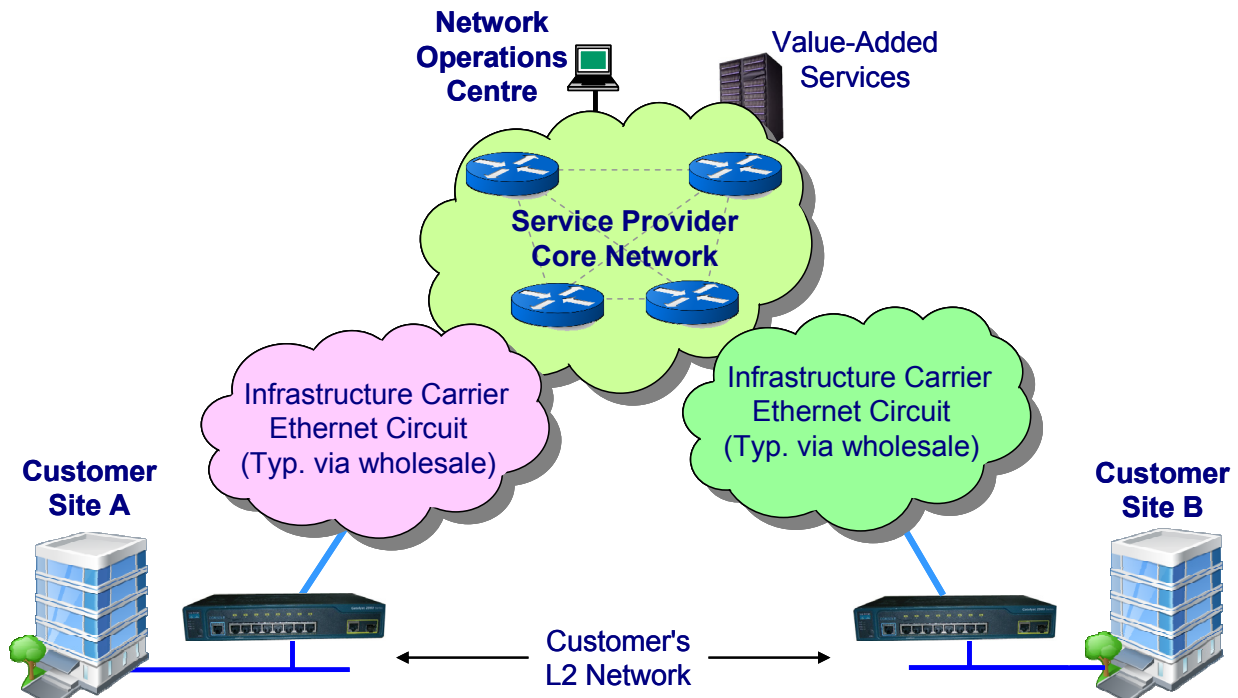 Network
Operations
Centre
Value-Added
Services
Service Provider
Core Network
Infrastructure Carrier
Ethernet Circuit
(Typ. via wholesale)
Infrastructure Carrier
Ethernet Circuit
(Typ. via wholesale)
Customer
Site A
Customer
Site B
Customer's
L2 Network